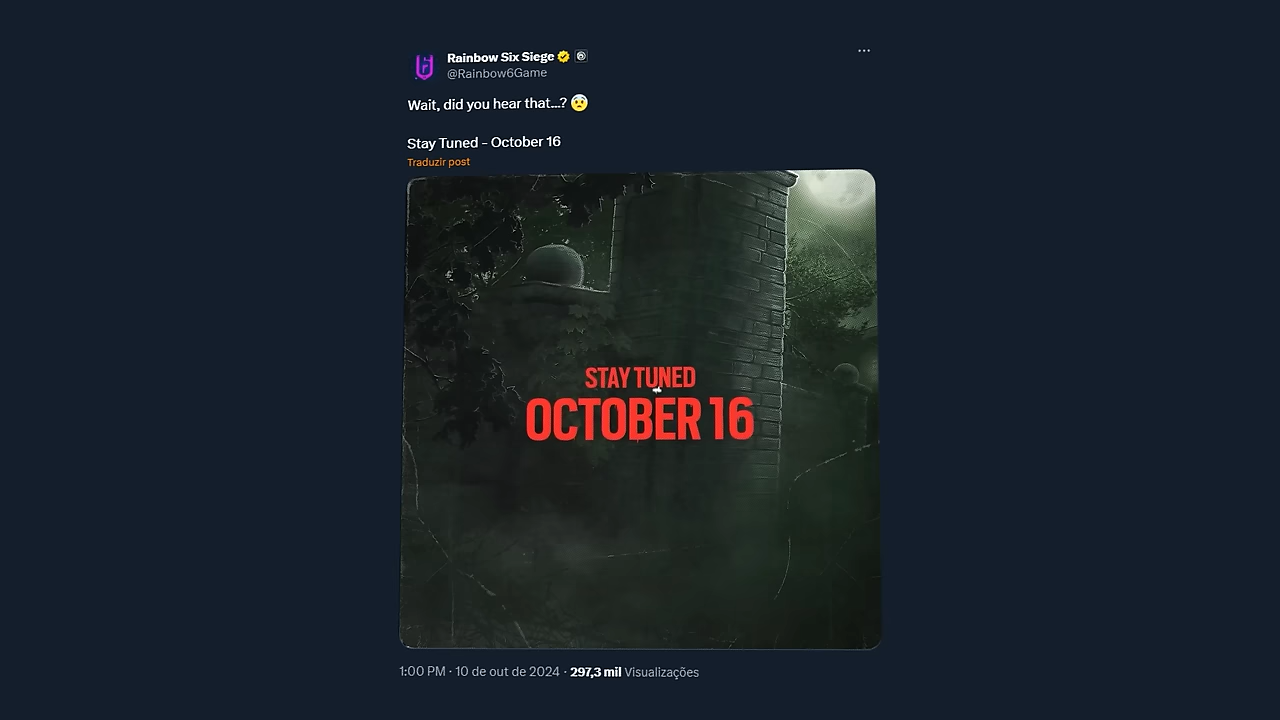 Rainbow Six Siege
@Rainbow6Game
Wait, did you hear that...? 😨
Stay Tuned - October 16
Traduzir post
STAY TUNED
OCTOBER 16
1:00 PM · 10 de out de 2024 · 297,3 mil Visualizações